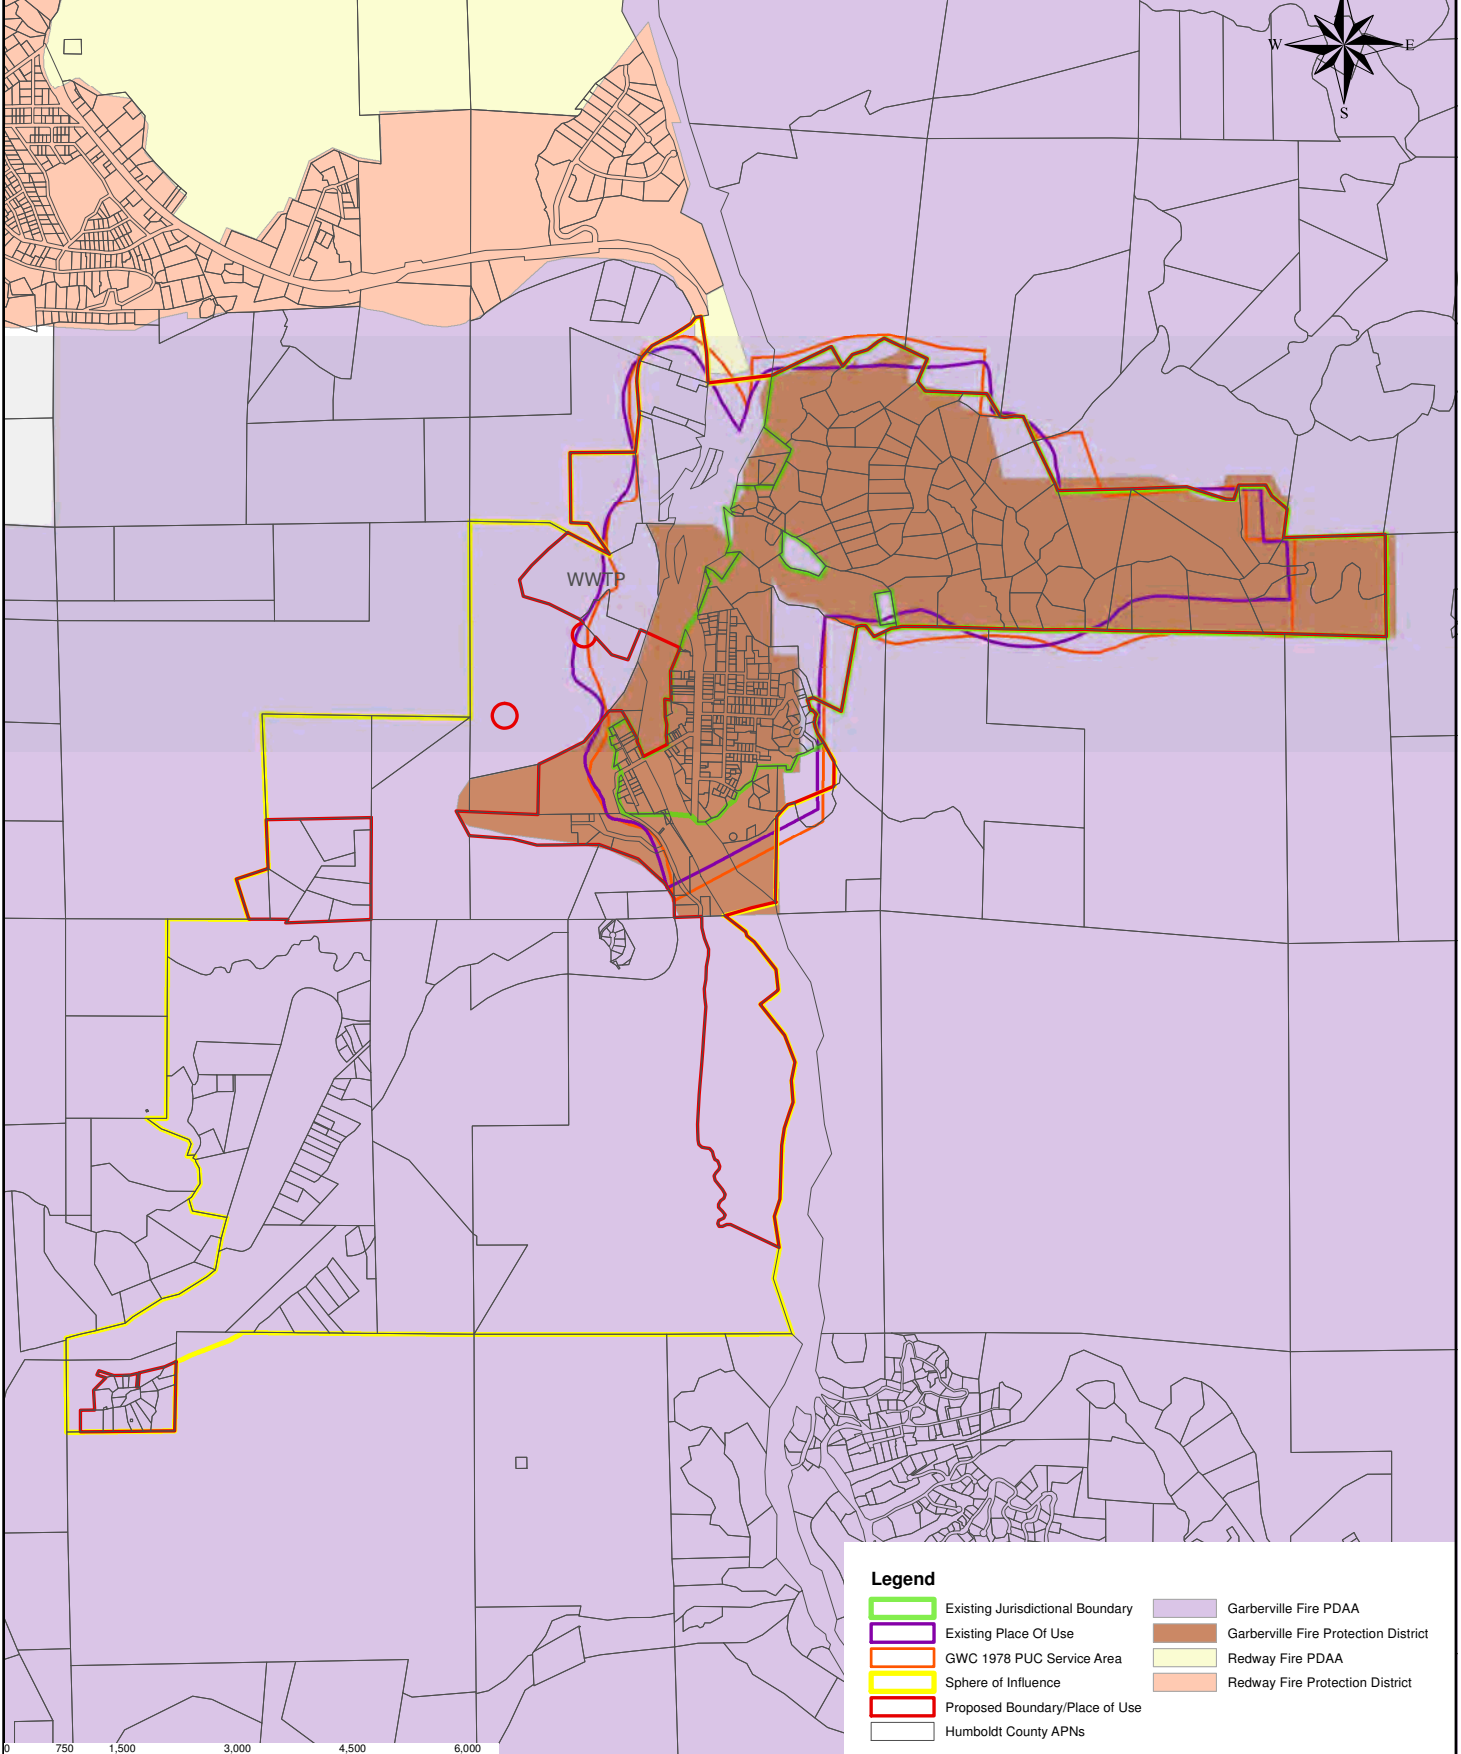 W
E
S
WWTP
Legend
Existing Jurisdictional Boundary
Existing Place Of Use
GWC 1978 PUC Service Area
Sphere of Influence
Proposed Boundary/Place of Use
Humboldt County APNs
Garberville Fire PDAA
Garberville Fire Protection District
Redway Fire PDAA
Redway Fire Protection District
0 750 1,500 3,000 4,500 6,000